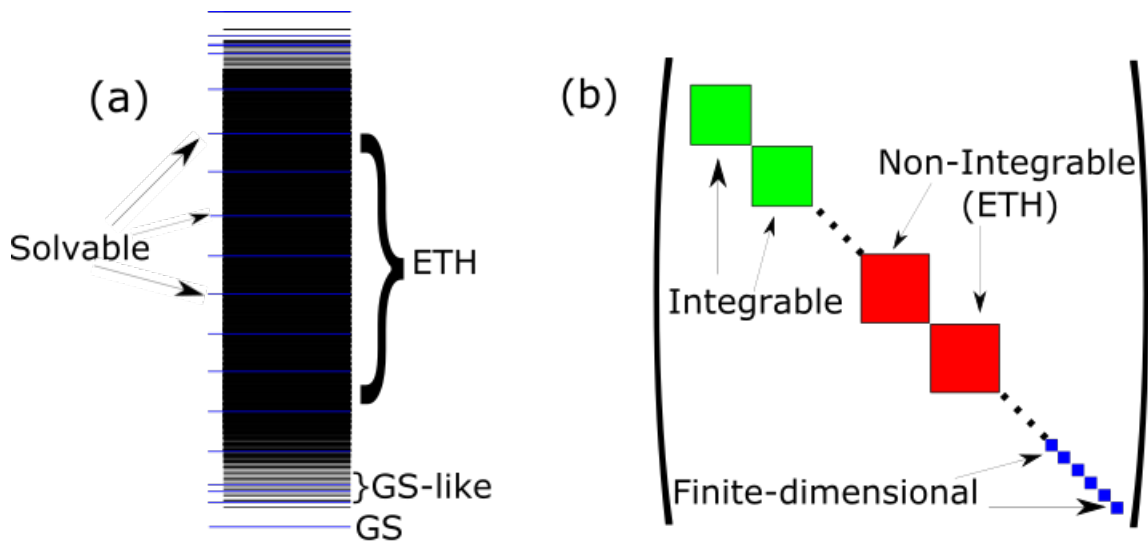 (a)
Solvable
ETH
GS-like
GS
(b)
Non-Integrable
(ETH)
Integrable
Finite-dimensional